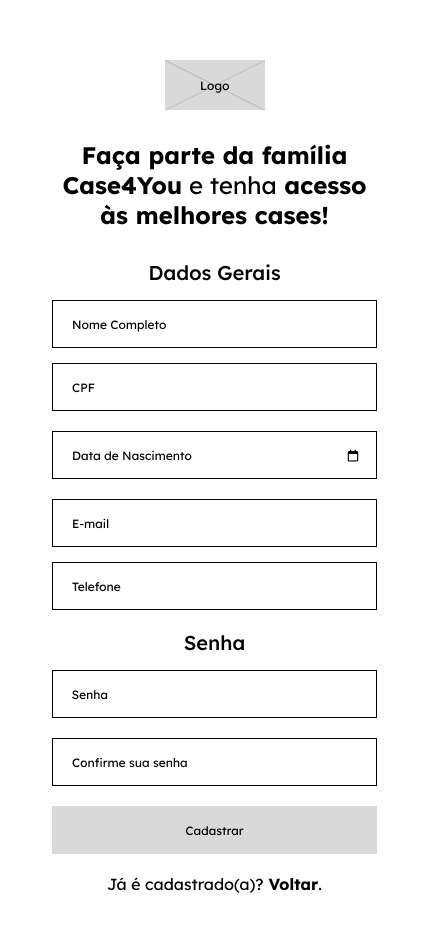 Logo
Faça parte da família
Case4You e tenha acesso
às melhores cases!
Dados Gerais
Nome Completo
CPF
Data de Nascimento
E-mail
Telefone
Senha
Senha
Confirme sua senha
Cadastrar
Já é cadastrado(a)? Voltar.